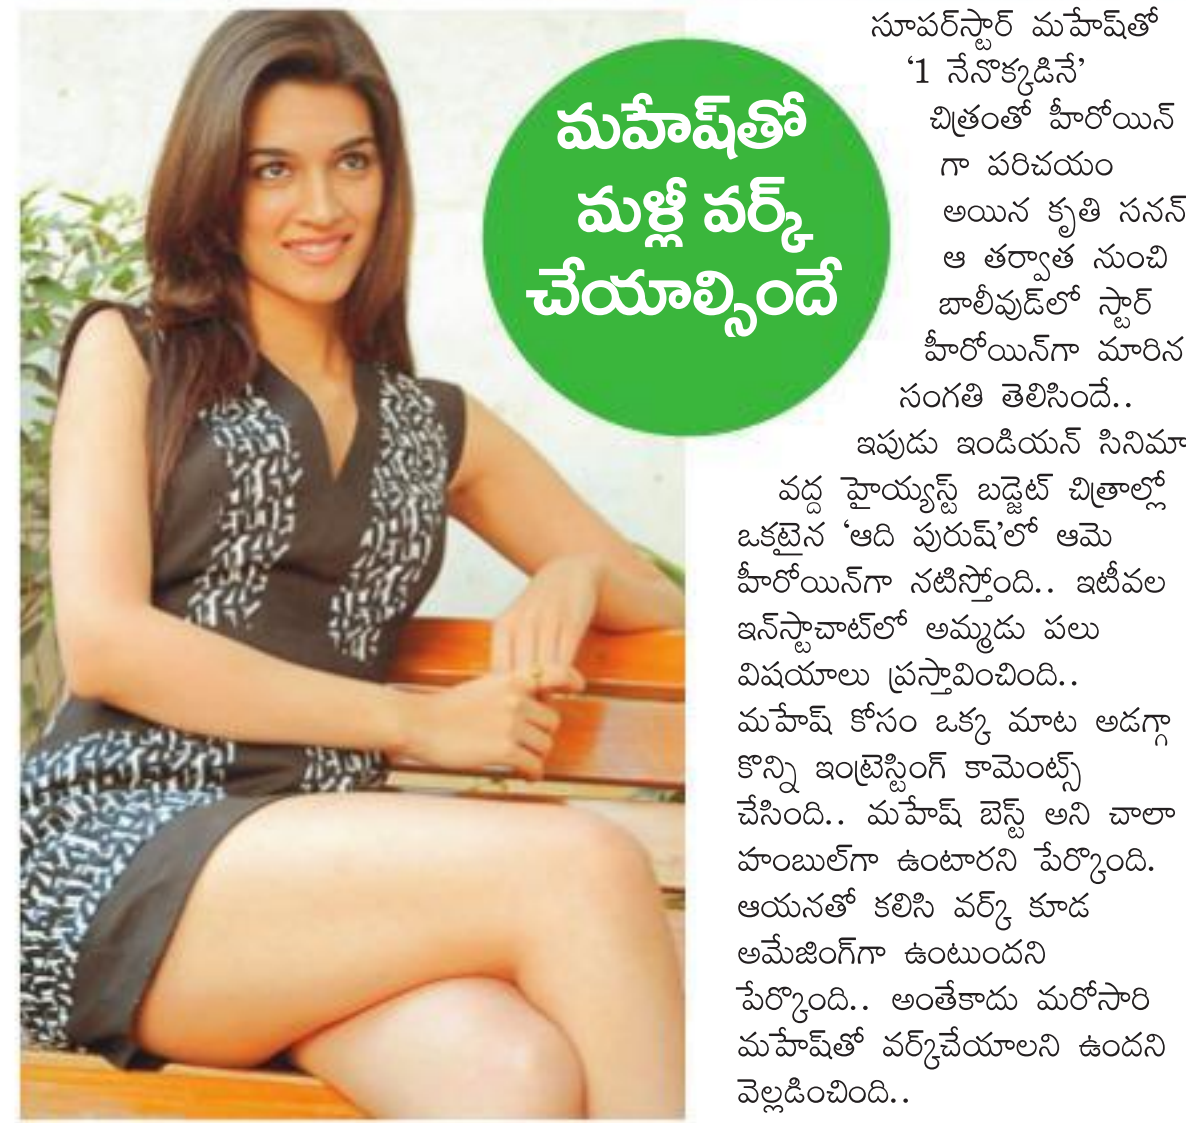 మహేష్‌తో
మళ్లీ వర్క్
చేయాల్సిందే
సూపర్‌స్టార్ మహేష్‌తో
‘1 నేనొక్కడినే’
చిత్రంతో హీరోయిన్
గా పరిచయం
అయిన కృతి సనన్
ఆ తర్వాత నుంచి
బాలీవుడ్‌లో స్టార్
హీరోయిన్‌గా మారిన
సంగతి తెలిసిందే..
ఇపుడు ఇండియన్ సినిమా
వద్ద హైయ్యస్ట్ బడ్జెట్ చిత్రాల్లో
ఒకటైన ‘ఆది పురుష్’లో ఆమె
హీరోయిన్‌గా నటిస్తోంది.. ఇటీవల
ఇన్‌స్టాచాట్‌లో అమ్మడు పలు
విషయాలు ప్రస్తావించింది..
మహేష్ కోసం ఒక్క మాట అడగ్గా
కొన్ని ఇంట్రెస్టింగ్ కామెంట్స్
చేసింది.. మహేష్ బెస్ట్ అని చాలా
హంబుల్‌గా ఉంటారని పేర్కొంది.
ఆయనతో కలిసి వర్క్ కూడ
అమేజింగ్‌గా ఉంటుందని
పేర్కొంది.. అంతేకాదు మరోసారి
మహేష్‌తో వర్క్‌చేయాలని ఉందని
వెల్లడించింది..